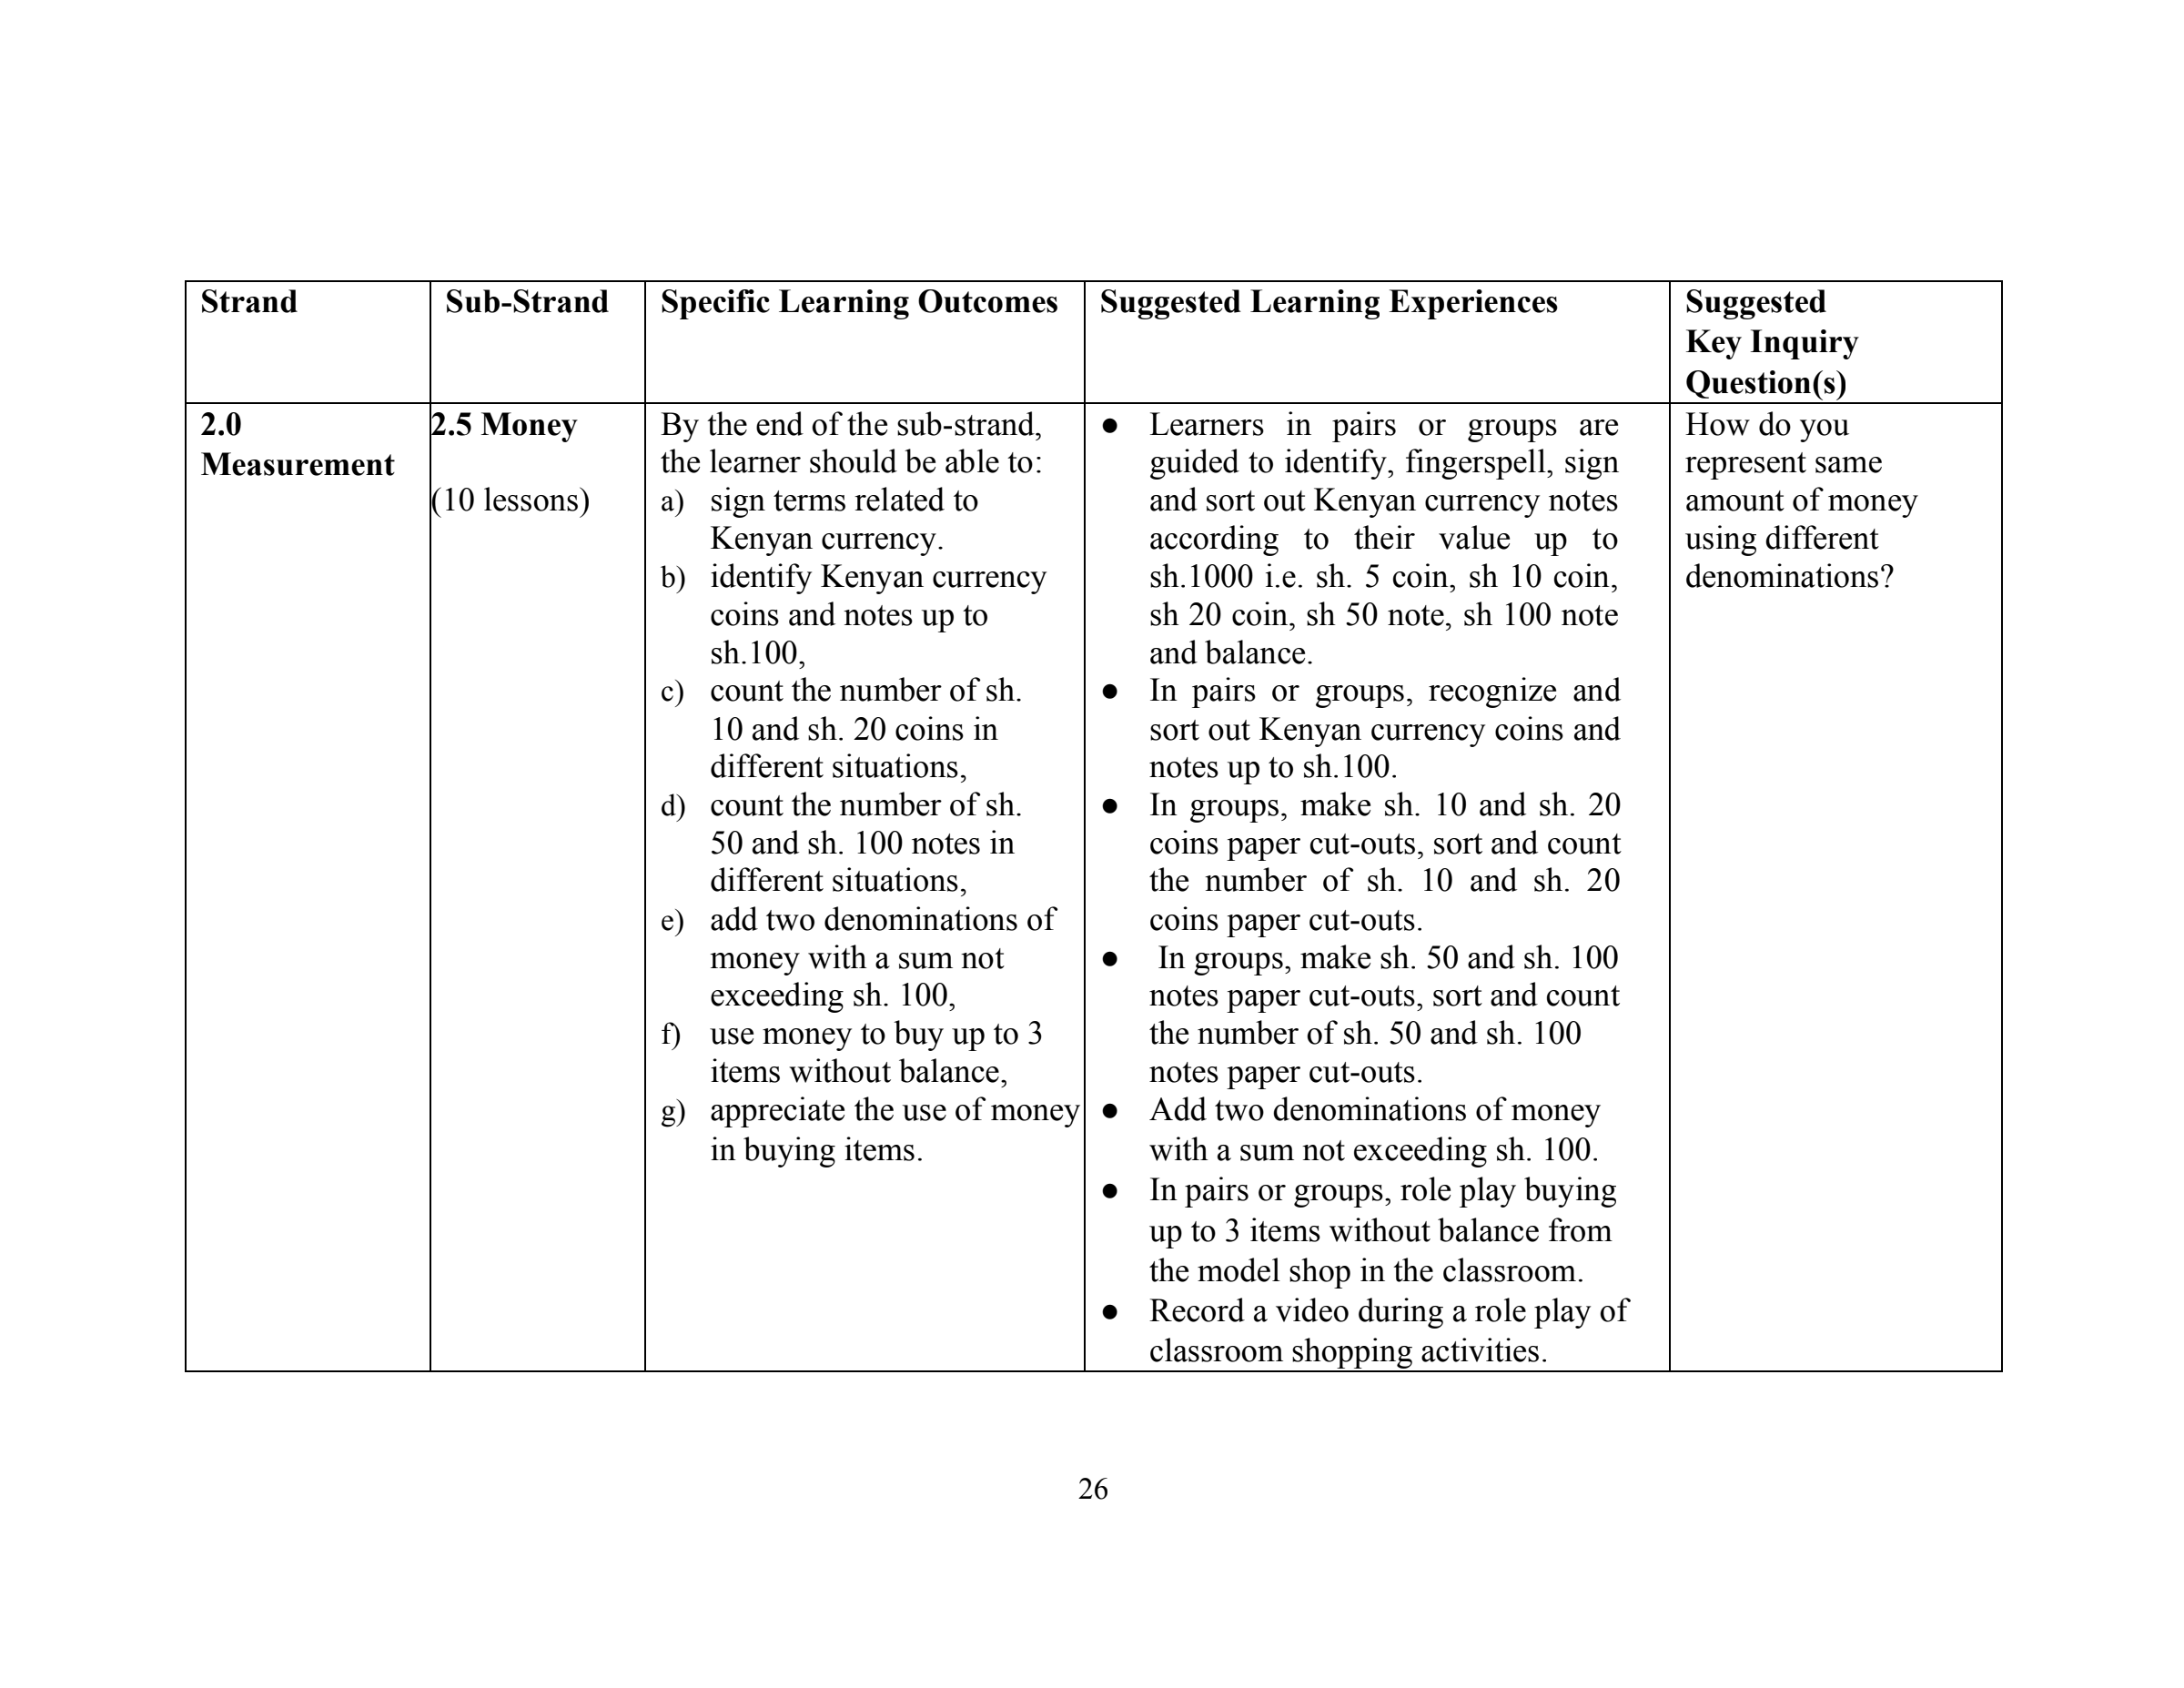 Strand
Sub-Strand
Specific Learning Outcomes
Suggested Learning Experiences
Suggested
Key Inquiry
Question(s)
2.0
Measurement
2.5 Money
(10 lessons)
By the end of the sub-strand,
the learner should be able to:
a) sign terms related to
Kenyan currency.
b) identify Kenyan currency
coins and notes up to
sh.100,
c) count the number of sh.
10 and sh. 20 coins in
different situations,
d) count the number of sh.
50 and sh. 100 notes in
different situations,
e) add two denominations of
money with a sum not
exceeding sh. 100,
f) use money to buy up to 3
items without balance,
g) appreciate the use of money
in buying items.
● Learners in pairs or groups are
guided to identify, fingerspell, sign
and sort out Kenyan currency notes
according to their value up to
sh.1000 i.e. sh. 5 coin, sh 10 coin,
sh 20 coin, sh 50 note, sh 100 note
and balance.
● In pairs or groups, recognize and
sort out Kenyan currency coins and
notes up to sh.100.
● In groups, make sh. 10 and sh. 20
coins paper cut-outs, sort and count
the number of sh. 10 and sh. 20
coins paper cut-outs.
● In groups, make sh. 50 and sh. 100
notes paper cut-outs, sort and count
the number of sh. 50 and sh. 100
notes paper cut-outs.
● Add two denominations of money
with a sum not exceeding sh. 100.
● In pairs or groups, role play buying
up to 3 items without balance from
the model shop in the classroom.
● Record a video during a role play of
classroom shopping activities.
How do you
represent same
amount of money
using different
denominations?
26